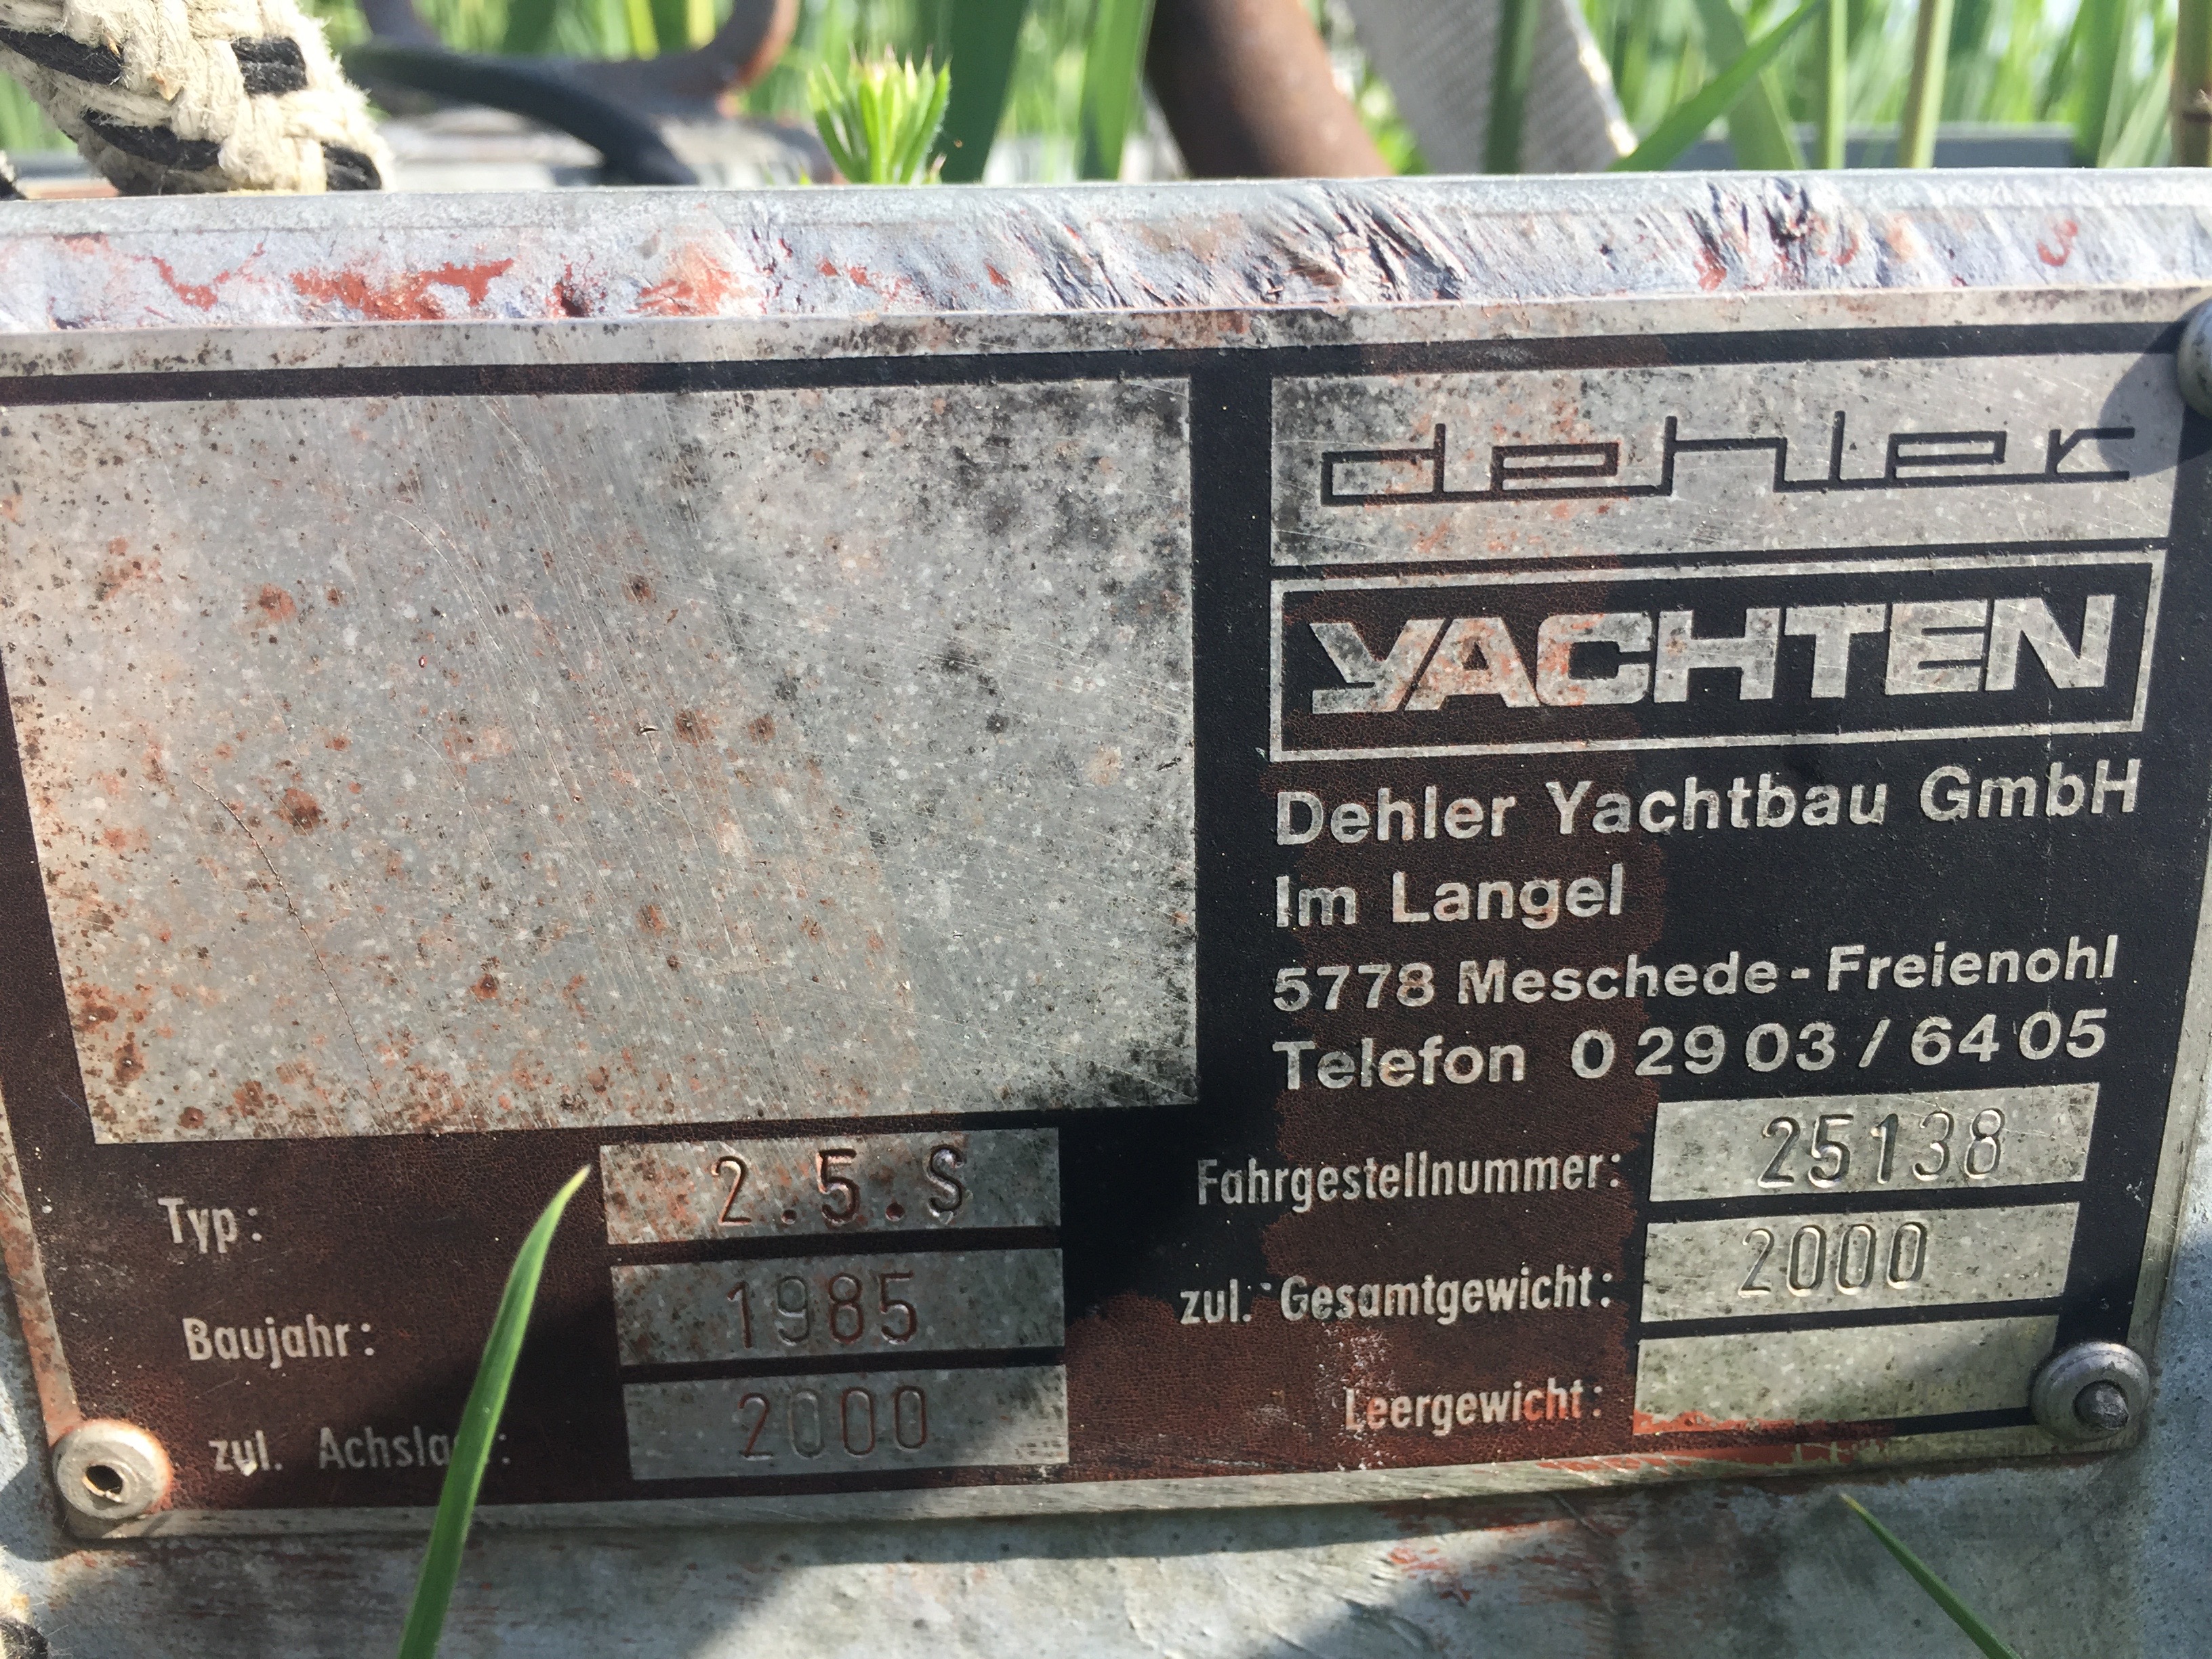 dehler
YACHTEN
Dehler Yachtbau GmbH
Im Langel
5778 Meschede-Freienohl
Telefon 0 29 03 / 64 05
Typ: 2.5.S
Baujahr: 1985
zul. 2000
Fahrgestellnummer: 25138
zul. Gesamtgewicht: 2000
Leergewicht: